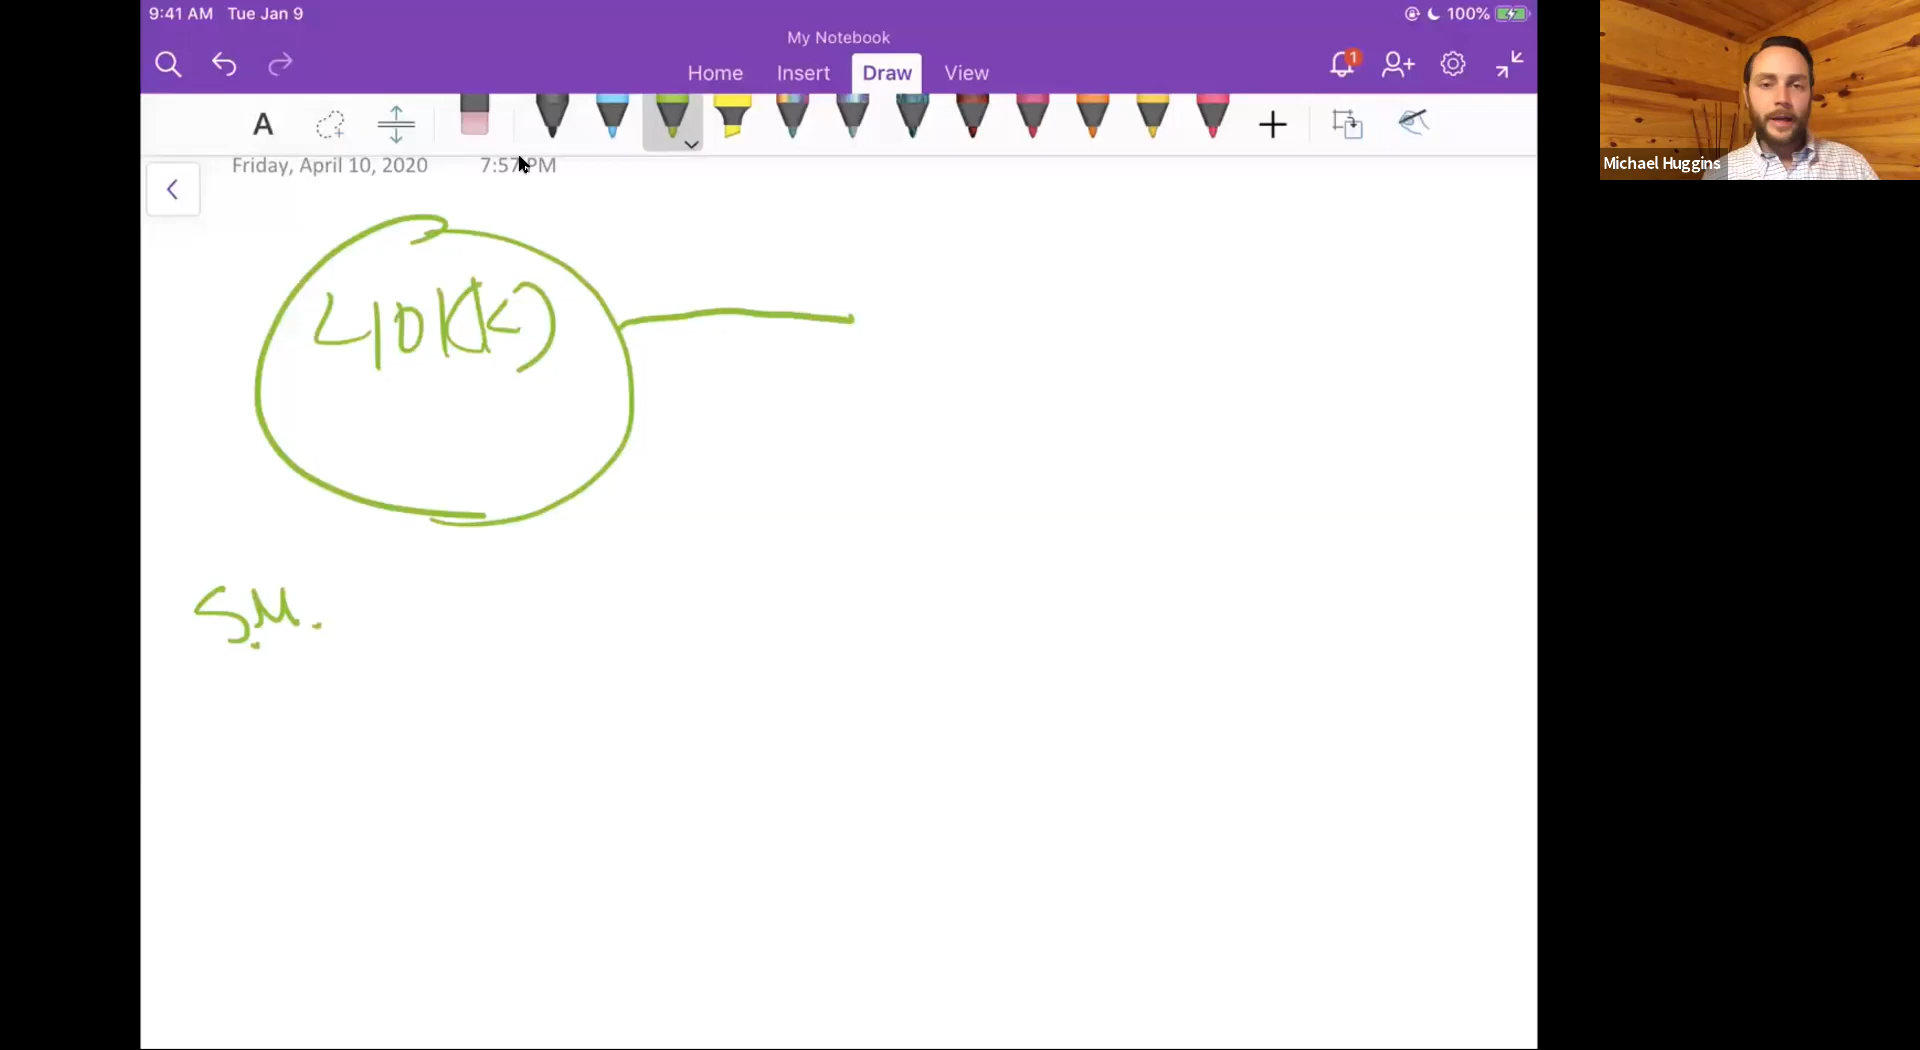 9:41 AM Tue Jan 9 100%
My Notebook
Home Insert Draw View
1
A
Friday, April 10, 2020 7:57 PM
Michael Huggins
401(k)
S.M.